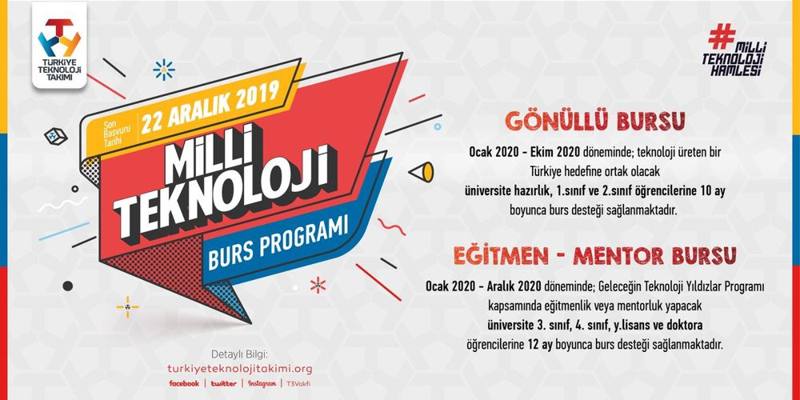 TÜRKİYE
TEKNOLOJİ
TAKIMI
Son
Başvuru
Tarihi
22 ARALIK 2019
MİLLİ
TEKNOLOJİ
BURS PROGRAMI
Detaylı Bilgi:
turkiyeteknolojitakimi.org
facebook | twitter | Instagram | T3Vakfi
#MİLLİ
TEKNOLOJİ
HAMLESİ
GÖNÜLLÜ BURSU
Ocak 2020 - Ekim 2020 döneminde; teknoloji üreten bir
Türkiye hedefine ortak olacak
üniversite hazırlık, 1.sınıf ve 2.sınıf öğrencilerine 10 ay
boyunca burs desteği sağlanmaktadır.
EĞİTMEN - MENTOR BURSU
Ocak 2020 - Aralık 2020 döneminde; Geleceğin Teknoloji Yıldızlar Programı
kapsamında eğitmenlik veya mentorluk yapacak
üniversite 3. sınıf, 4. sınıf, y.lisans ve doktora
öğrencilerine 12 ay boyunca burs desteği sağlanmaktadır.